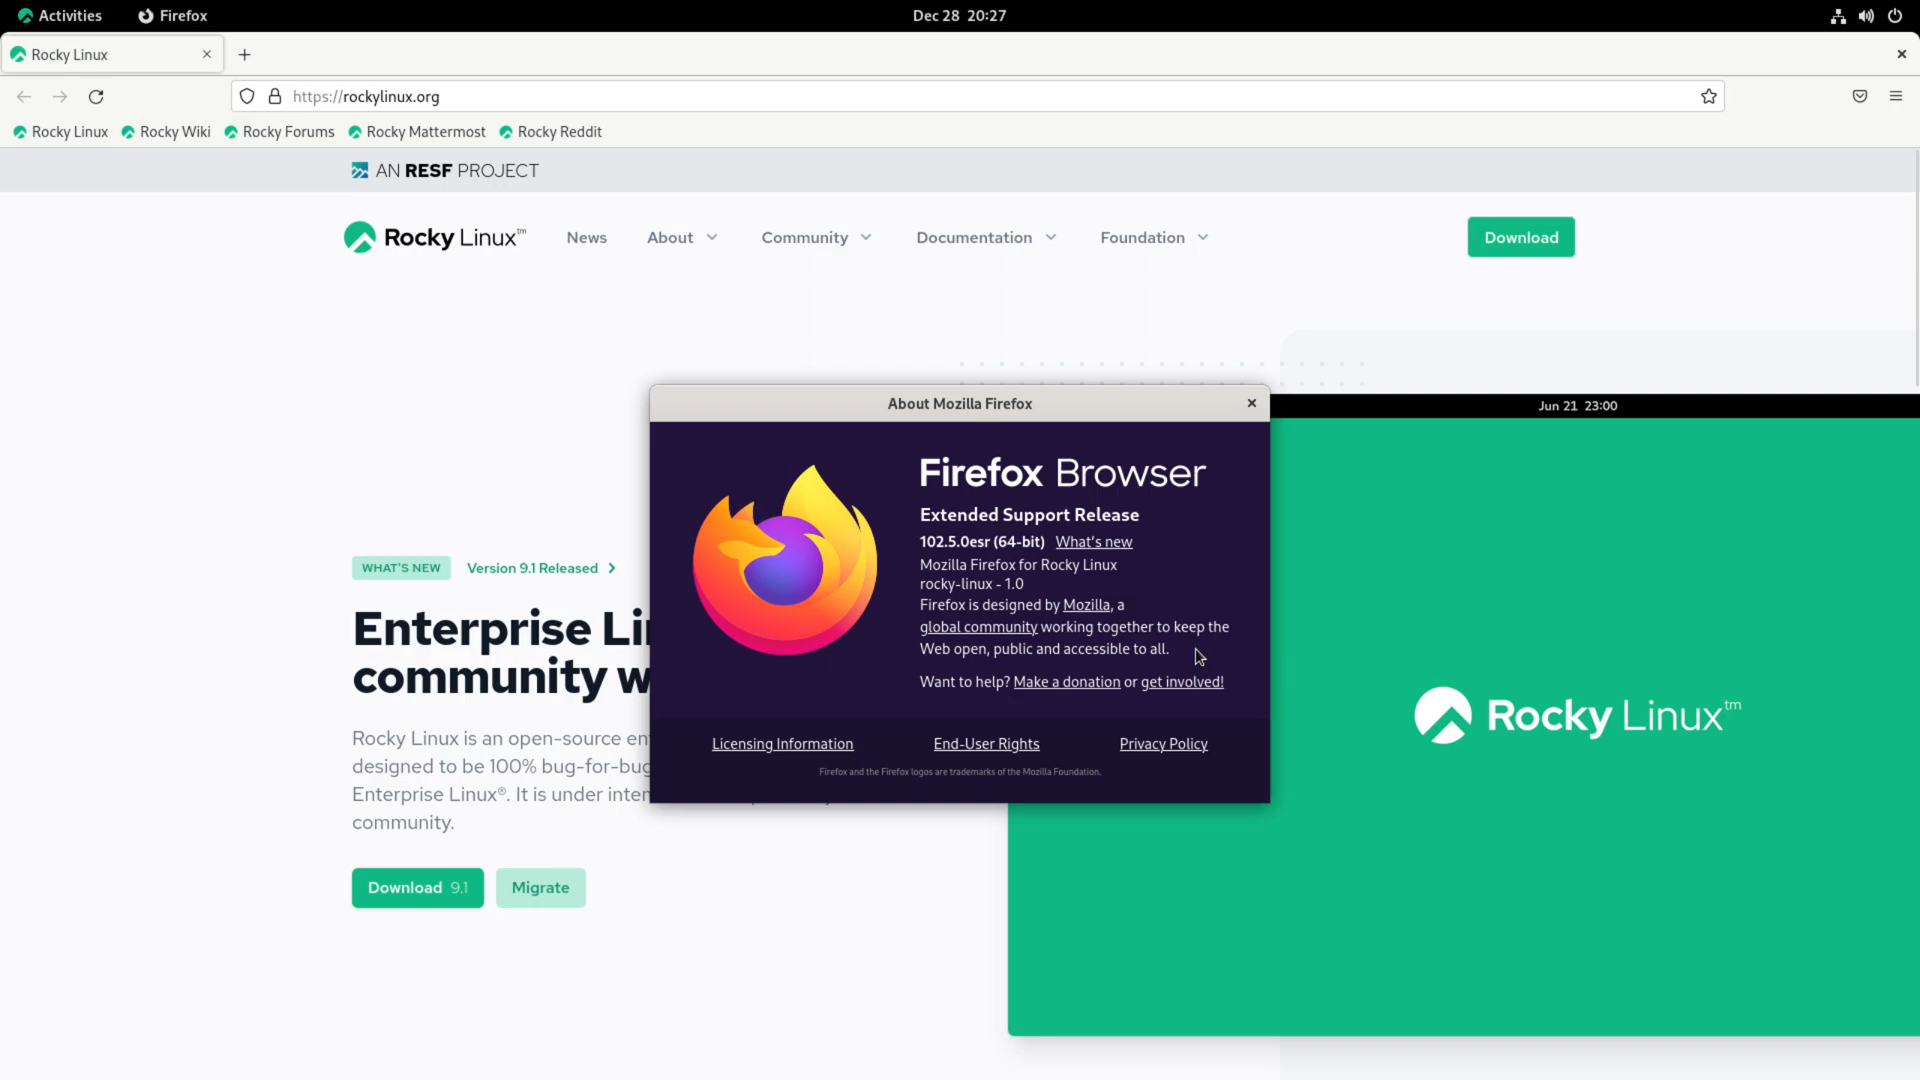 Activities Firefox Dec 28 20:27
Rocky Linux
https://rockylinux.org
Rocky Linux Rocky Wiki Rocky Forums Rocky Mattermost Rocky Reddit
AN RESF PROJECT
Rocky Linux™ News About Community Documentation Foundation Download
About Mozilla Firefox
Jun 21 23:00
Firefox Browser
Extended Support Release
102.5.0esr (64-bit) What's new
Mozilla Firefox for Rocky Linux
rocky-linux - 1.0
Firefox is designed by Mozilla, a
global community working together to keep the
Web open, public and accessible to all.
Want to help? Make a donation or get involved!
Licensing Information End-User Rights Privacy Policy
Firefox and the Firefox logos are trademarks of the Mozilla Foundation.
WHAT'S NEW Version 9.1 Released
Enterprise Li
community w
Rocky Linux is an open-source en
designed to be 100% bug-for-bug
Enterprise Linux®. It is under inten
community.
Download 9.1 Migrate
Rocky Linux™